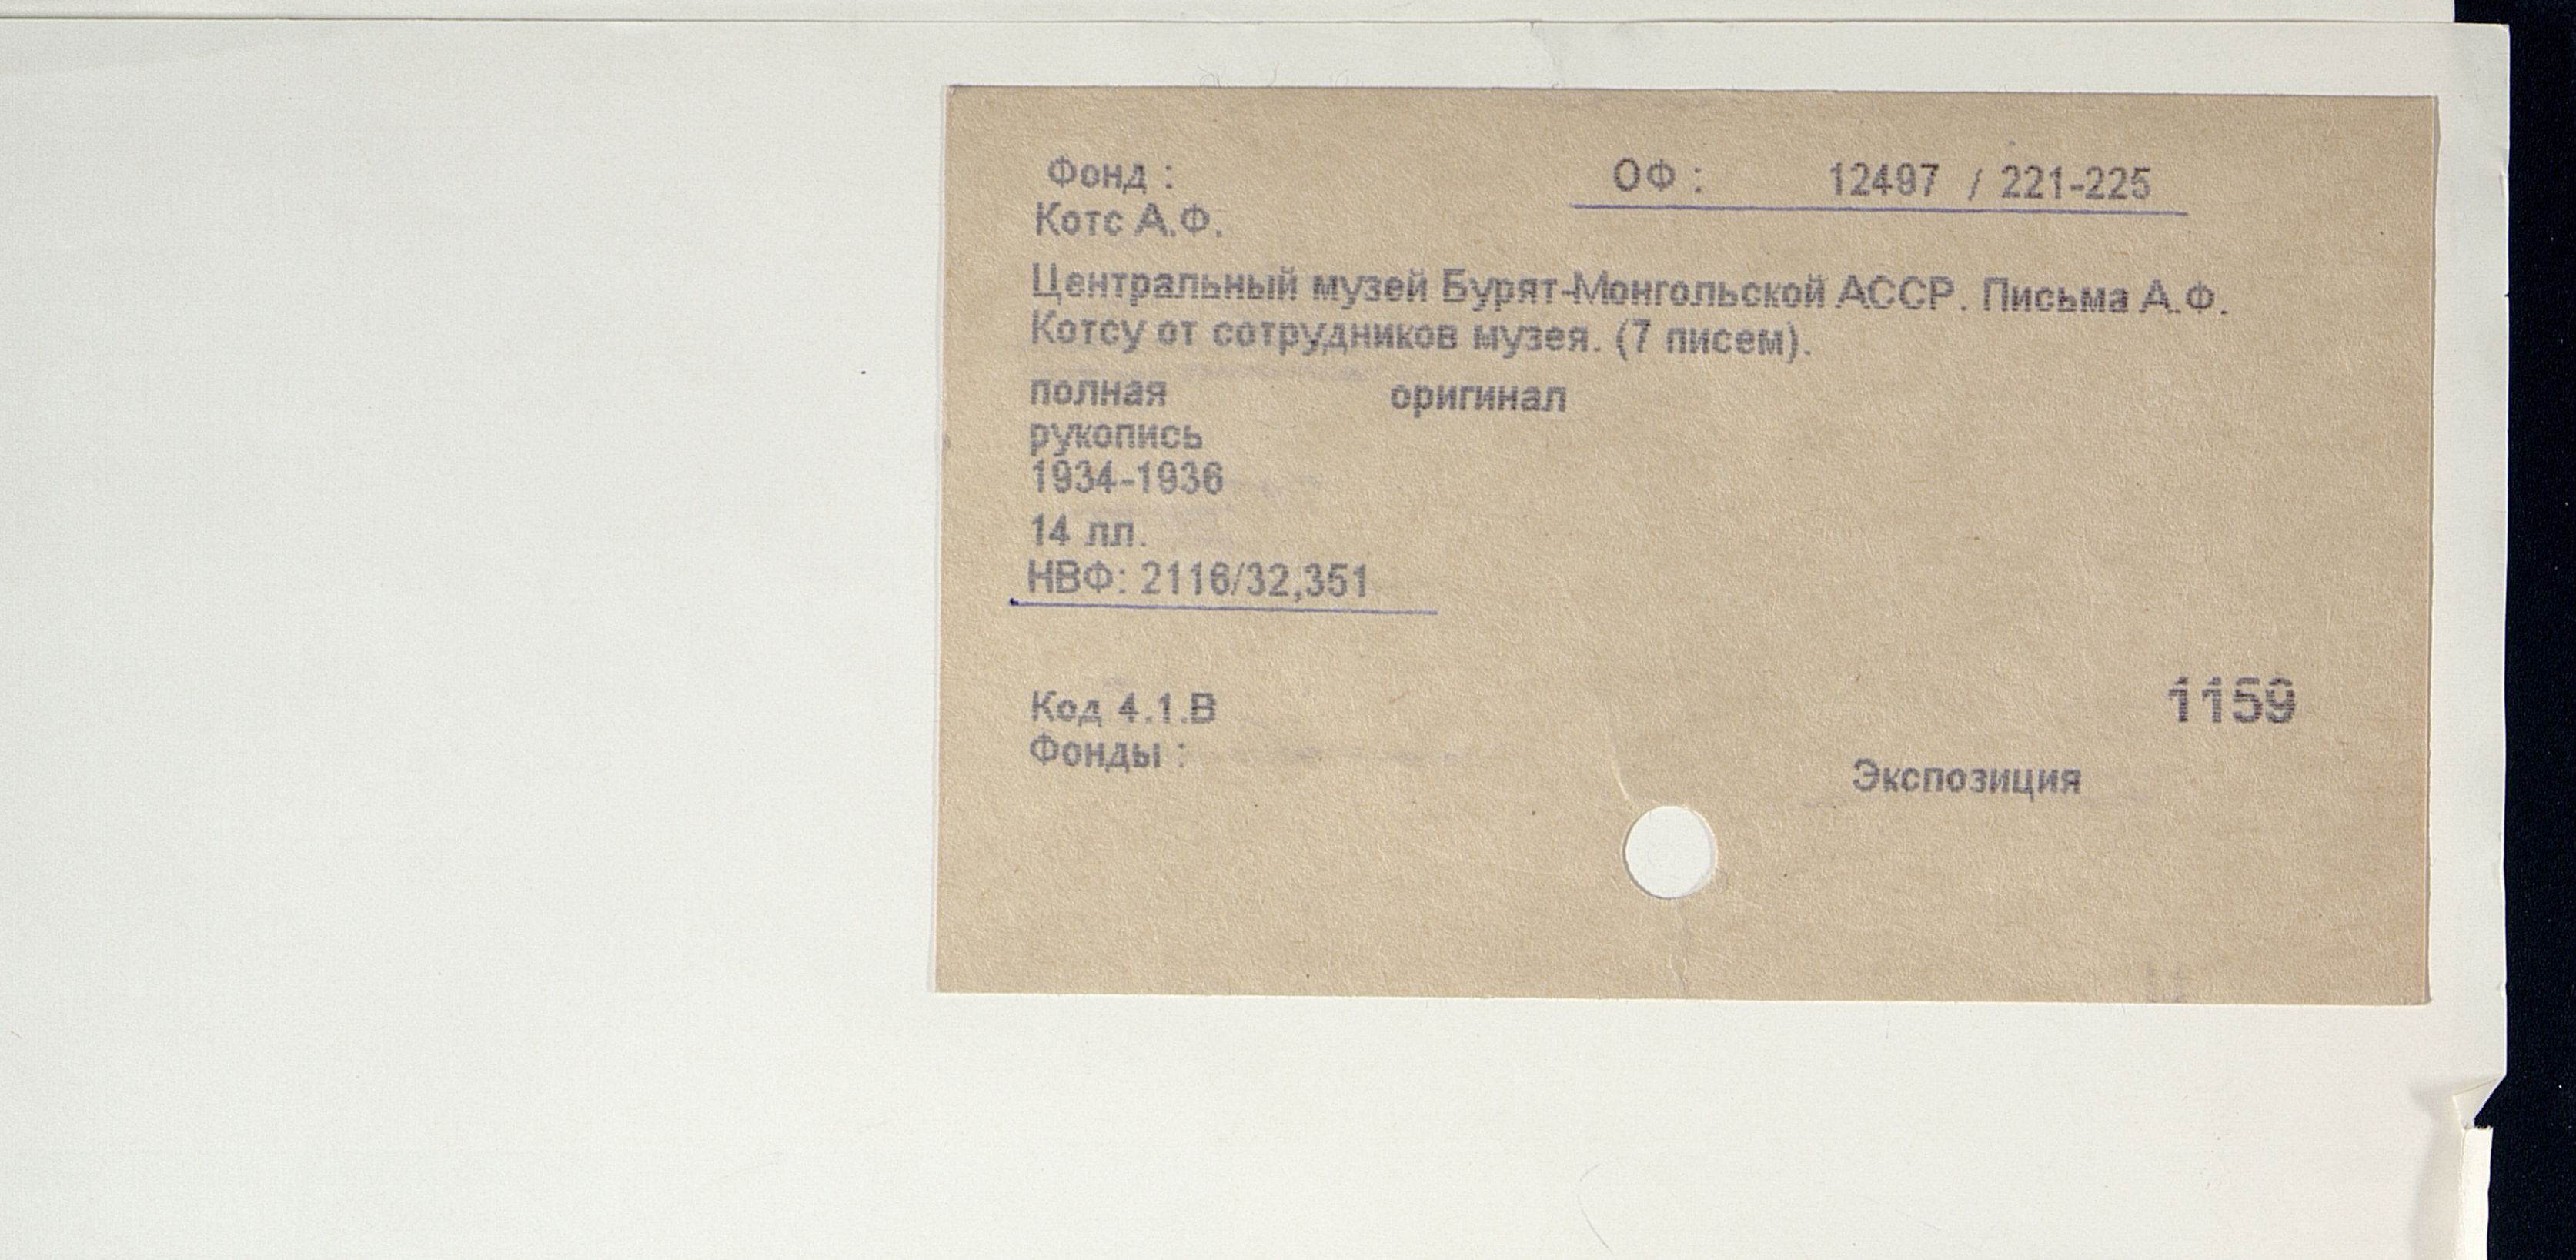 Фонд :
ОФ : 12497 / 221-225
Котс А.Ф.
Центральный музей Бурят-Монгольской АССР. Письма А.Ф.
Котсу от сотрудников музея. (7 писем).
полная оригинал
рукопись
1934-1936
14 лл.
НВФ: 2116/32,351
Код 4.1.В
1159
Фонды :
Экспозиция